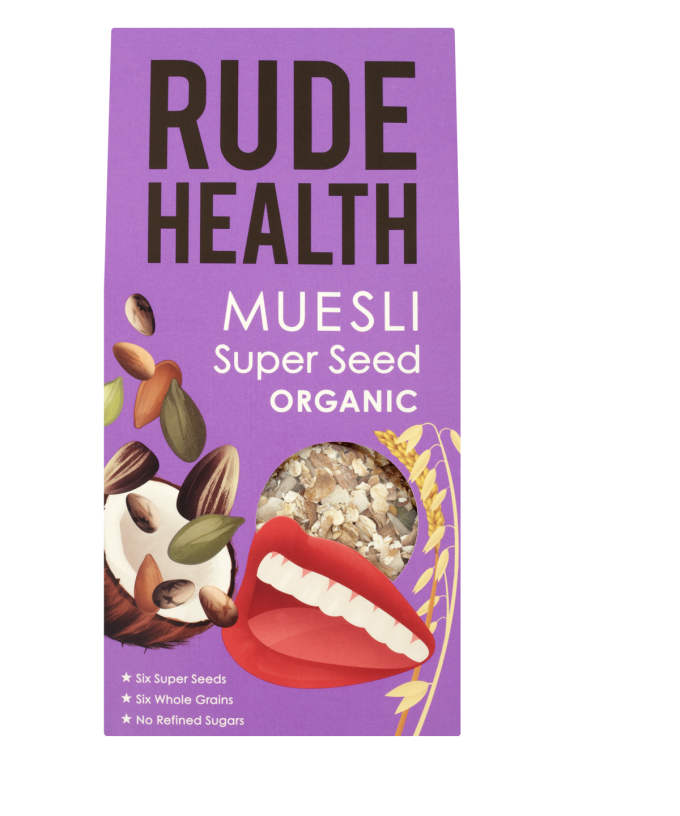 RUDE
HEALTH
MUESLI
Super Seed
ORGANIC
★ Six Super Seeds
★ Six Whole Grains
★ No Refined Sugars